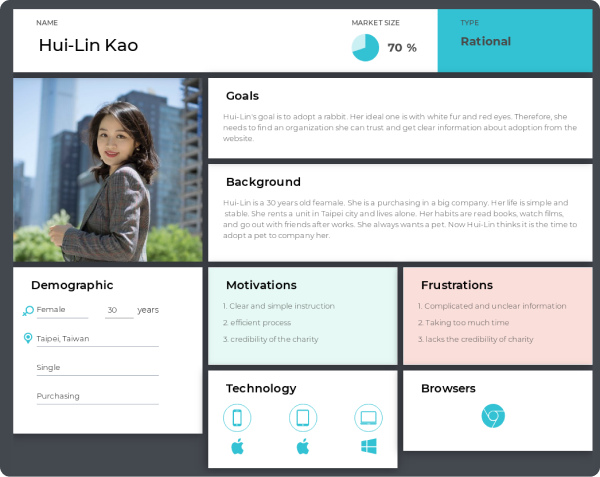 NAME
Hui-Lin Kao
MARKET SIZE
70 %
TYPE
Rational
Goals
Hui-Lin's goal is to adopt a rabbit. Her ideal one is with white fur and red eyes. Therefore, she
needs to find an organization she can trust and get clear information about adoption from the
website.
Background
Hui-Lin is a 30 years old feamale. She is a purchasing in a big company. Her life is simple and
stable. She rents a unit in Taipei city and lives alone. Her habits are read books, watch films,
and go out with friends after works. She always wants a pet. Now Hui-Lin thinks it is the time to
adopt a pet to company her.
Demographic
Female
30 years
Taipei, Taiwan
Single
Purchasing
Motivations
1. Clear and simple instruction
2. efficient process
3. credibility of the charity
Frustrations
1. Complicated and unclear information
2. Taking too much time
3. lacks the credibility of charity
Technology
Browsers